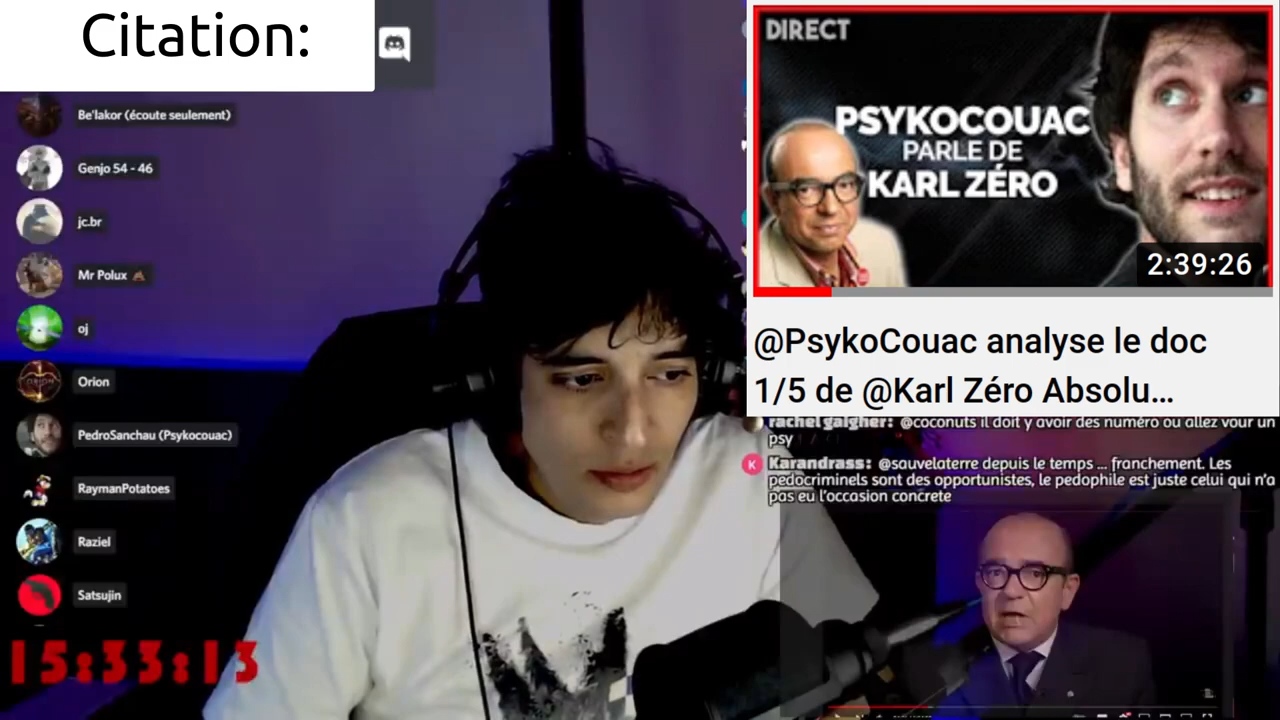 Citation:
Be'lakor (écoute seulement)
Genjo 54 - 46
jc.br
Mr Polux
oj
Orion
PedroSanchau (Psykocouac)
RaymanPotatoes
Raziel
Satsujin
15:33:13
DIRECT
PSYKOCOUAC
PARLE DE
KARL ZÉRO
2:39:26
@PsykoCouac analyse le doc
1/5 de @Karl Zéro Absolu...
rachel gaigher: @coconuts il doit y avoir des numéro ou allez vour un
psy
K
Karandrass: @sauvelaterre depuis le temps ... franchement. Les
pedocriminels sont des opportunistes, le pedophile est juste celui qui n'a
pas eu l'occasion concrete